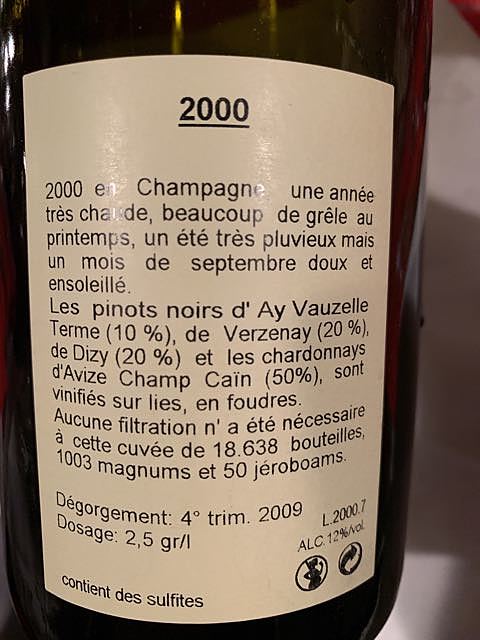 2000
2000 en Champagne, une année
très chaude, beaucoup de grêle au
printemps, un été très pluvieux mais
un mois de septembre doux et
ensoleillé.
Les pinots noirs d' Ay Vauzelle
Terme (10 %), de Verzenay (20 %),
de Dizy (20 %) et les chardonnays
d'Avize Champ Caïn (50%), sont
vinifiés sur lies, en foudres.
Aucune filtration n' a été nécessaire
à cette cuvée de 18.638 bouteilles,
1003 magnums et 50 jéroboams.
Dégorgement: 4° trim. 2009
Dosage: 2,5 gr/l
L.2000.7
ALC.12%/vol.
contient des sulfites